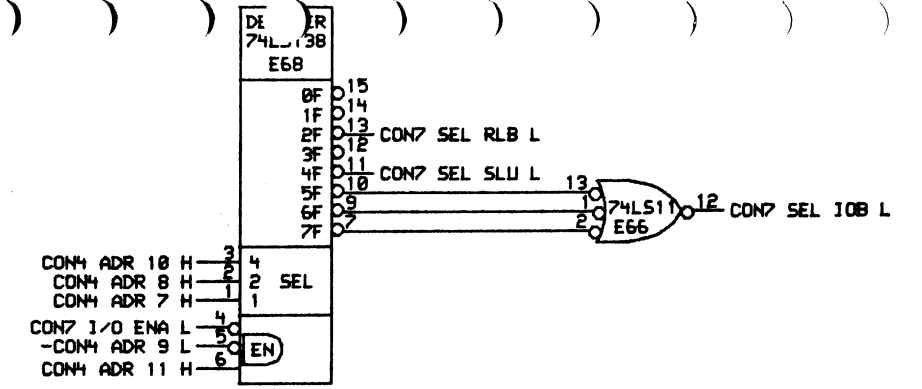 74LS138
E68
0F 15
1F 14
2F 13 CON7 SEL RLB L
3F 12
4F 11 CON7 SEL SLU L
5F 10 13
6F 9 1 74LS11 12 CON7 SEL IOB L
7F 7 2 E66
CON4 ADR 10 H 3 4
CON4 ADR 8 H 2 2 SEL
CON4 ADR 7 H 1 1
CON7 I/O ENA L 4
-CON4 ADR 9 L 5 EN
CON4 ADR 11 H 6